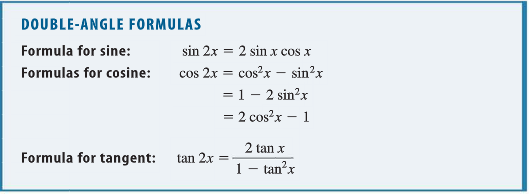 DOUBLE-ANGLE FORMULAS
Formula for sine: sin 2x = 2 sin x cos x
Formulas for cosine: cos 2x = cos²x − sin²x
= 1 − 2 sin²x
= 2 cos²x − 1
Formula for tangent: tan 2x = 2 tan x / 1 − tan²x